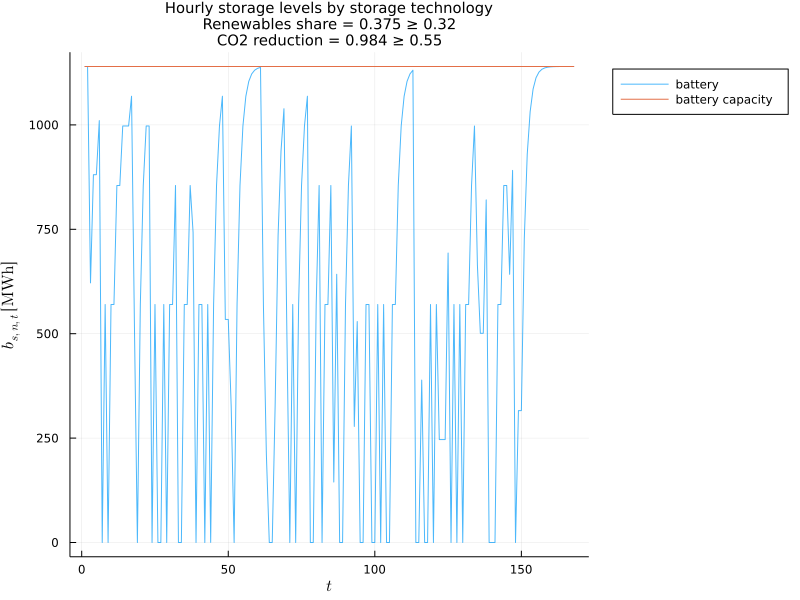 Hourly storage levels by storage technology
Renewables share = 0.375 ≥ 0.32
CO2 reduction = 0.984 ≥ 0.55
battery
battery capacity
1000
750
500
250
0
b_{s, n, t} [MWh]
0 50 100 150
t